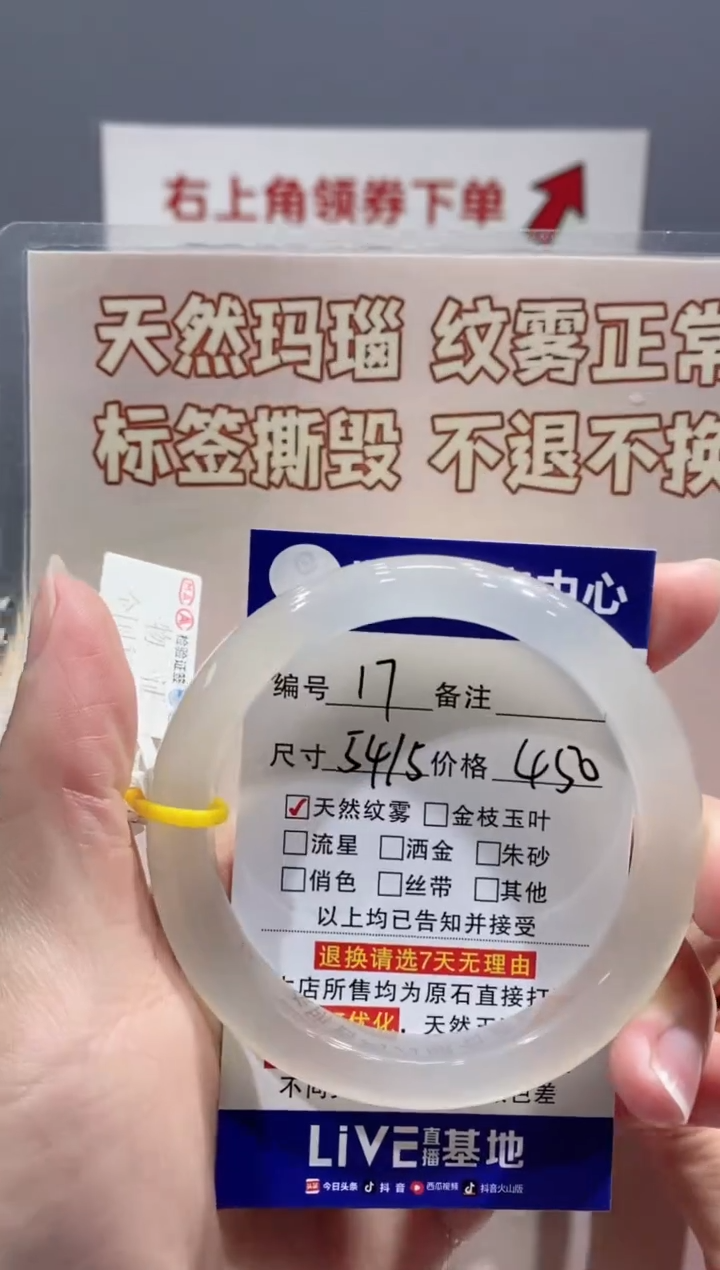 右上角领券下单
天然玛瑙 纹雾正常
标签撕毁 不退不换
中心
检验证
编号 17 备注
尺寸 54/5 价格 450
天然纹雾 金枝玉叶
流星 洒金 朱砂
俏色 丝带 其他
以上均已告知并接受
退换请选7天无理由
店所售均为原石直接打
优化，天然
不同
色差
LiVE直播基地
今日头条 抖音 西瓜视频 抖音火山版